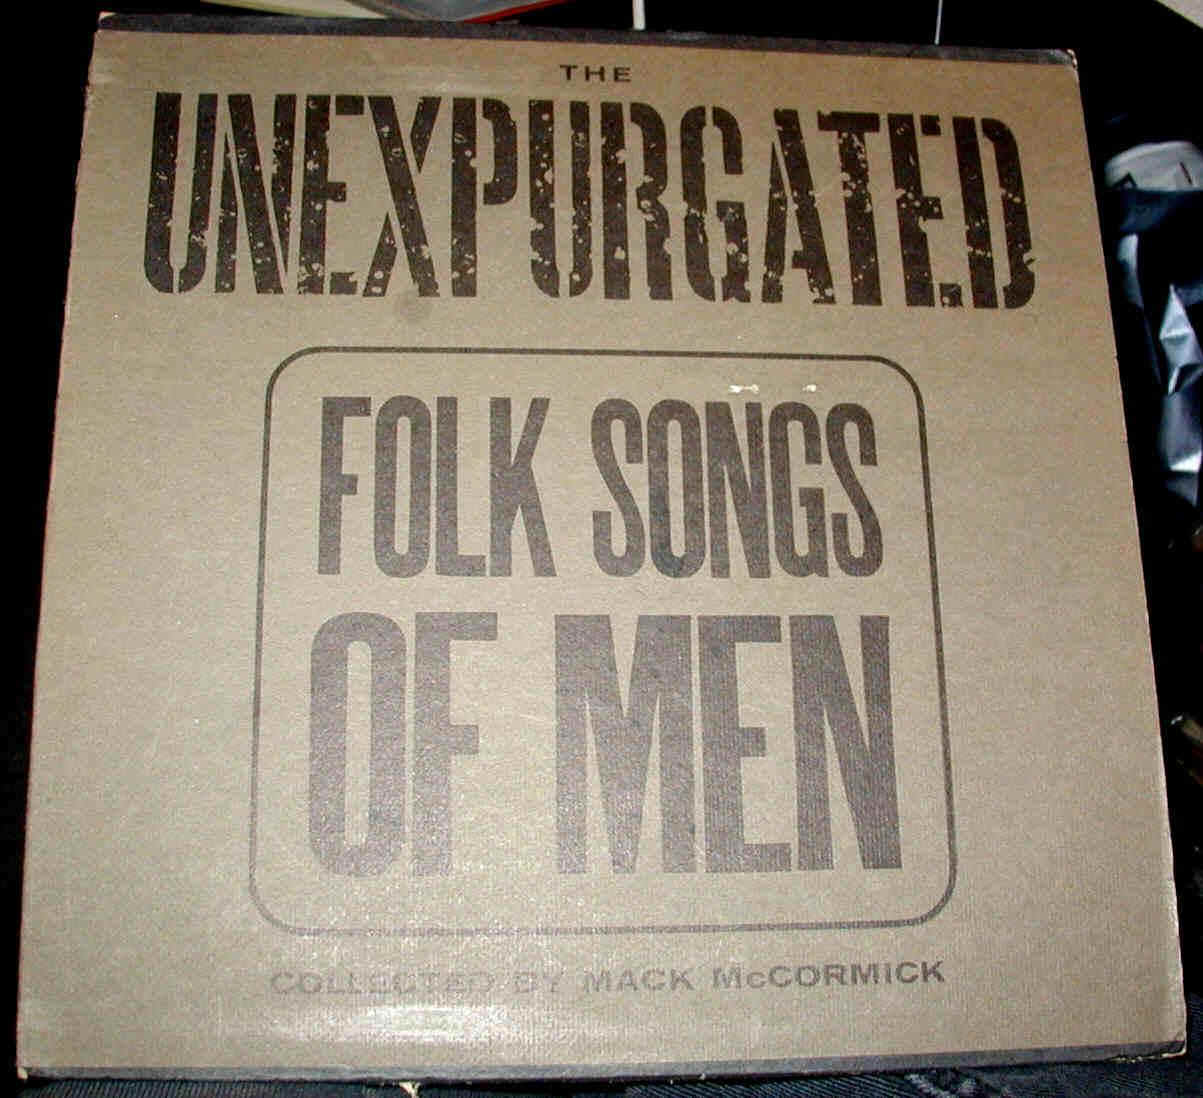 THE
UNEXPURGATED
FOLK SONGS
OF MEN
COLLECTED BY MACK McCORMICK